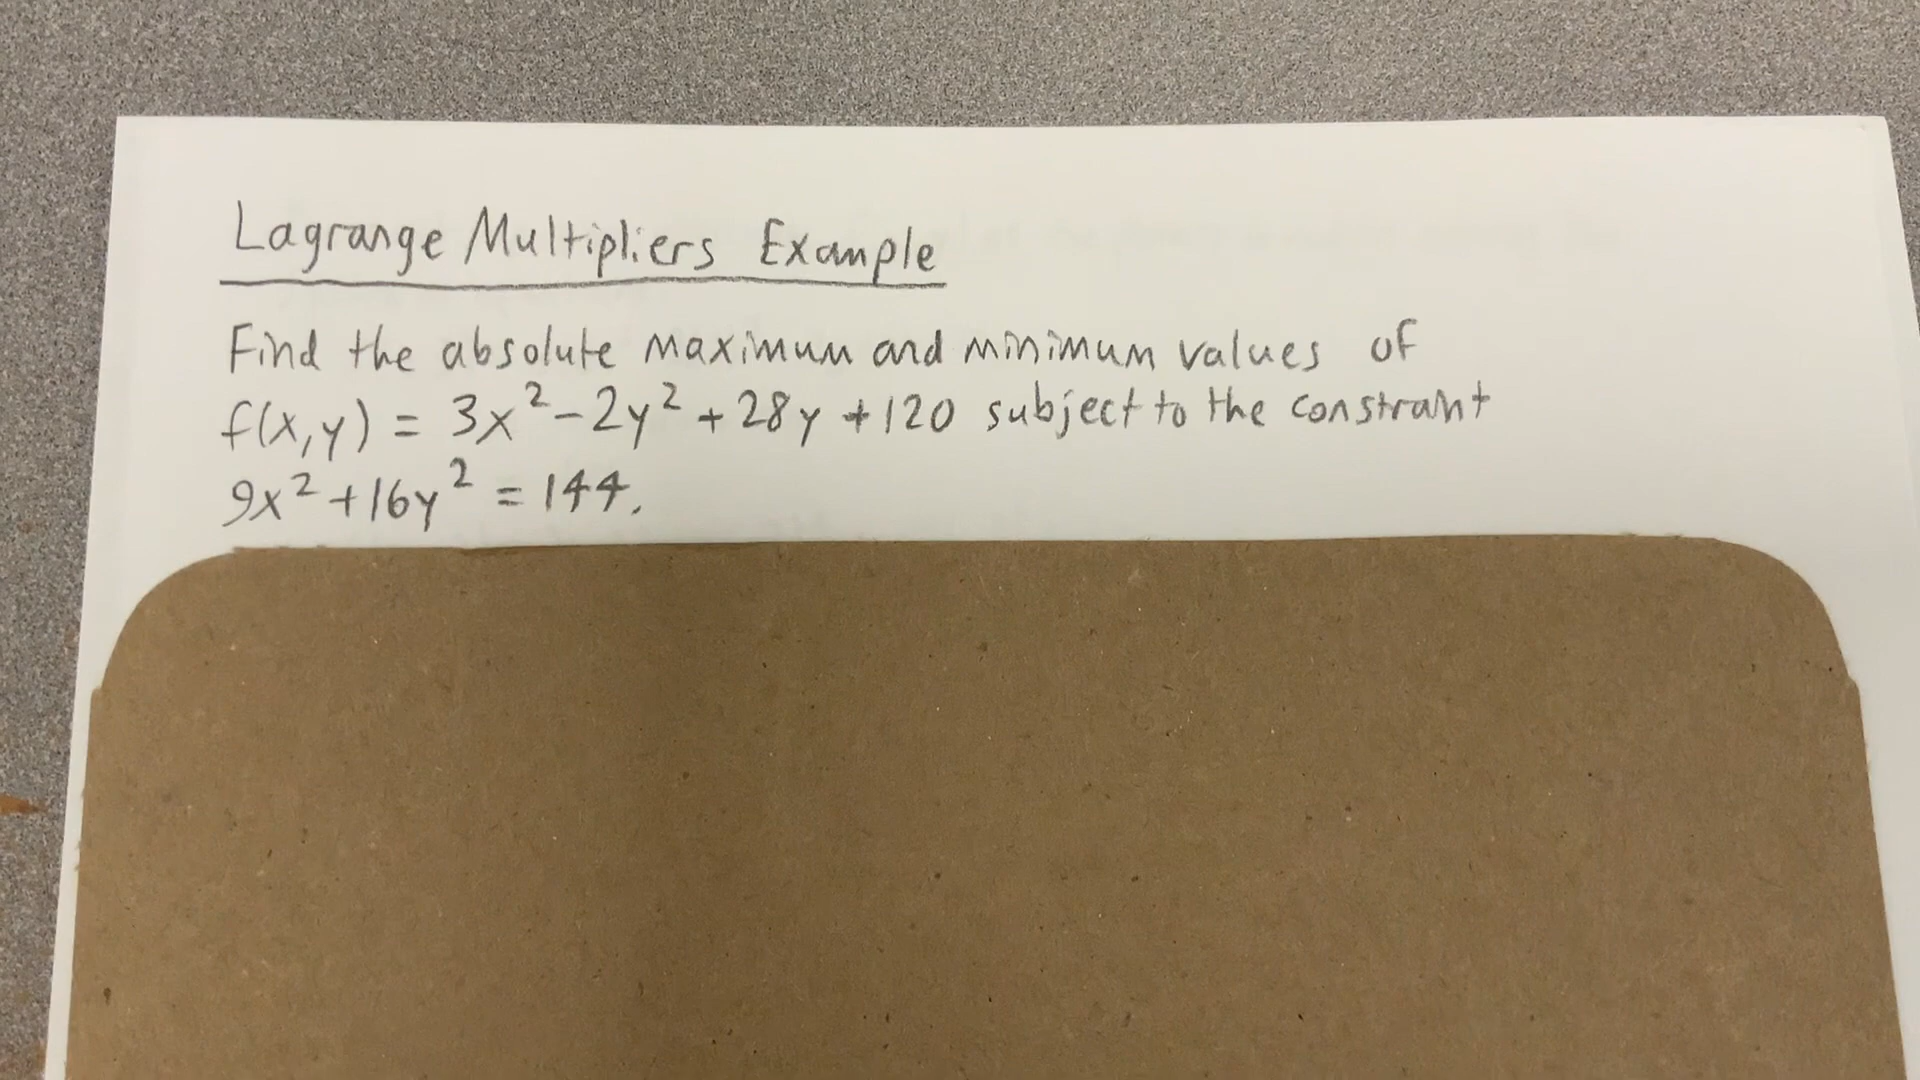 Lagrange Multipliers Example
Find the absolute maximum and minimum values of
f(x,y) = 3x² - 2y² + 28y + 120 subject to the constraint
9x² + 16y² = 144.